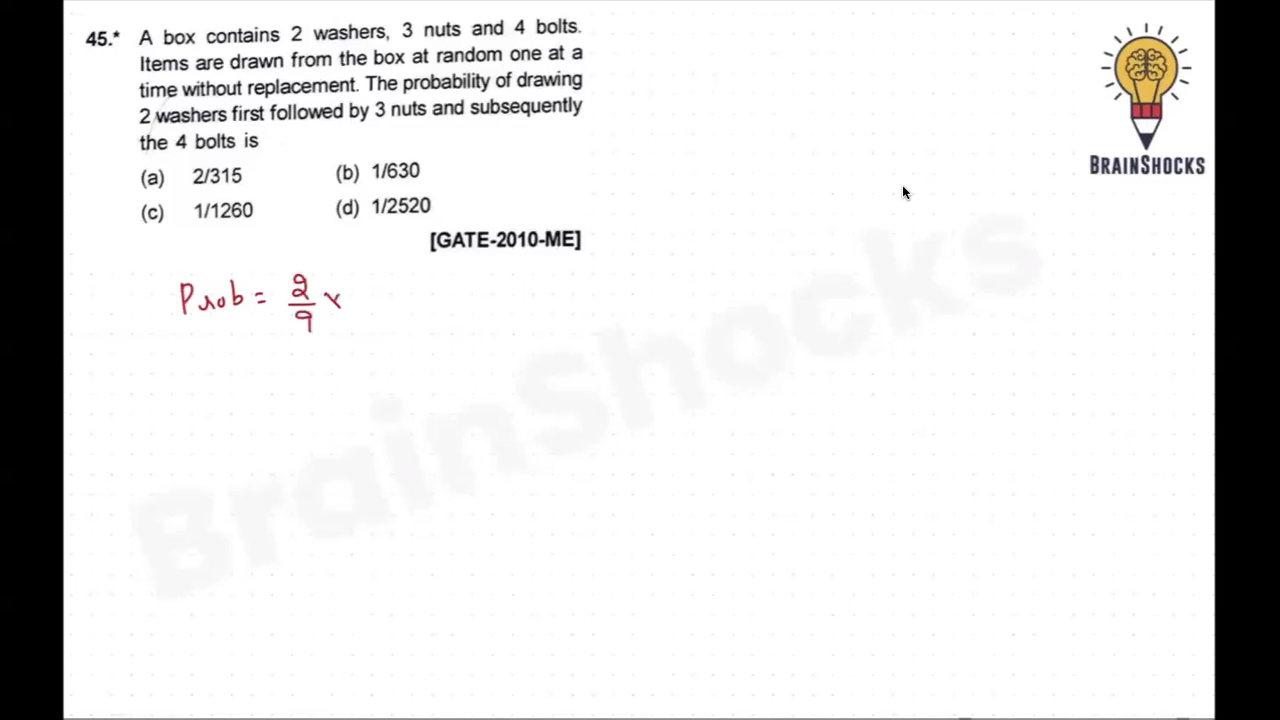 45.* A box contains 2 washers, 3 nuts and 4 bolts.
Items are drawn from the box at random one at a
time without replacement. The probability of drawing
2 washers first followed by 3 nuts and subsequently
the 4 bolts is
(a) 2/315 (b) 1/630
(c) 1/1260 (d) 1/2520
[GATE-2010-ME]
Prob = 2/9 x
BRAINSHOCKS
BrainShocks